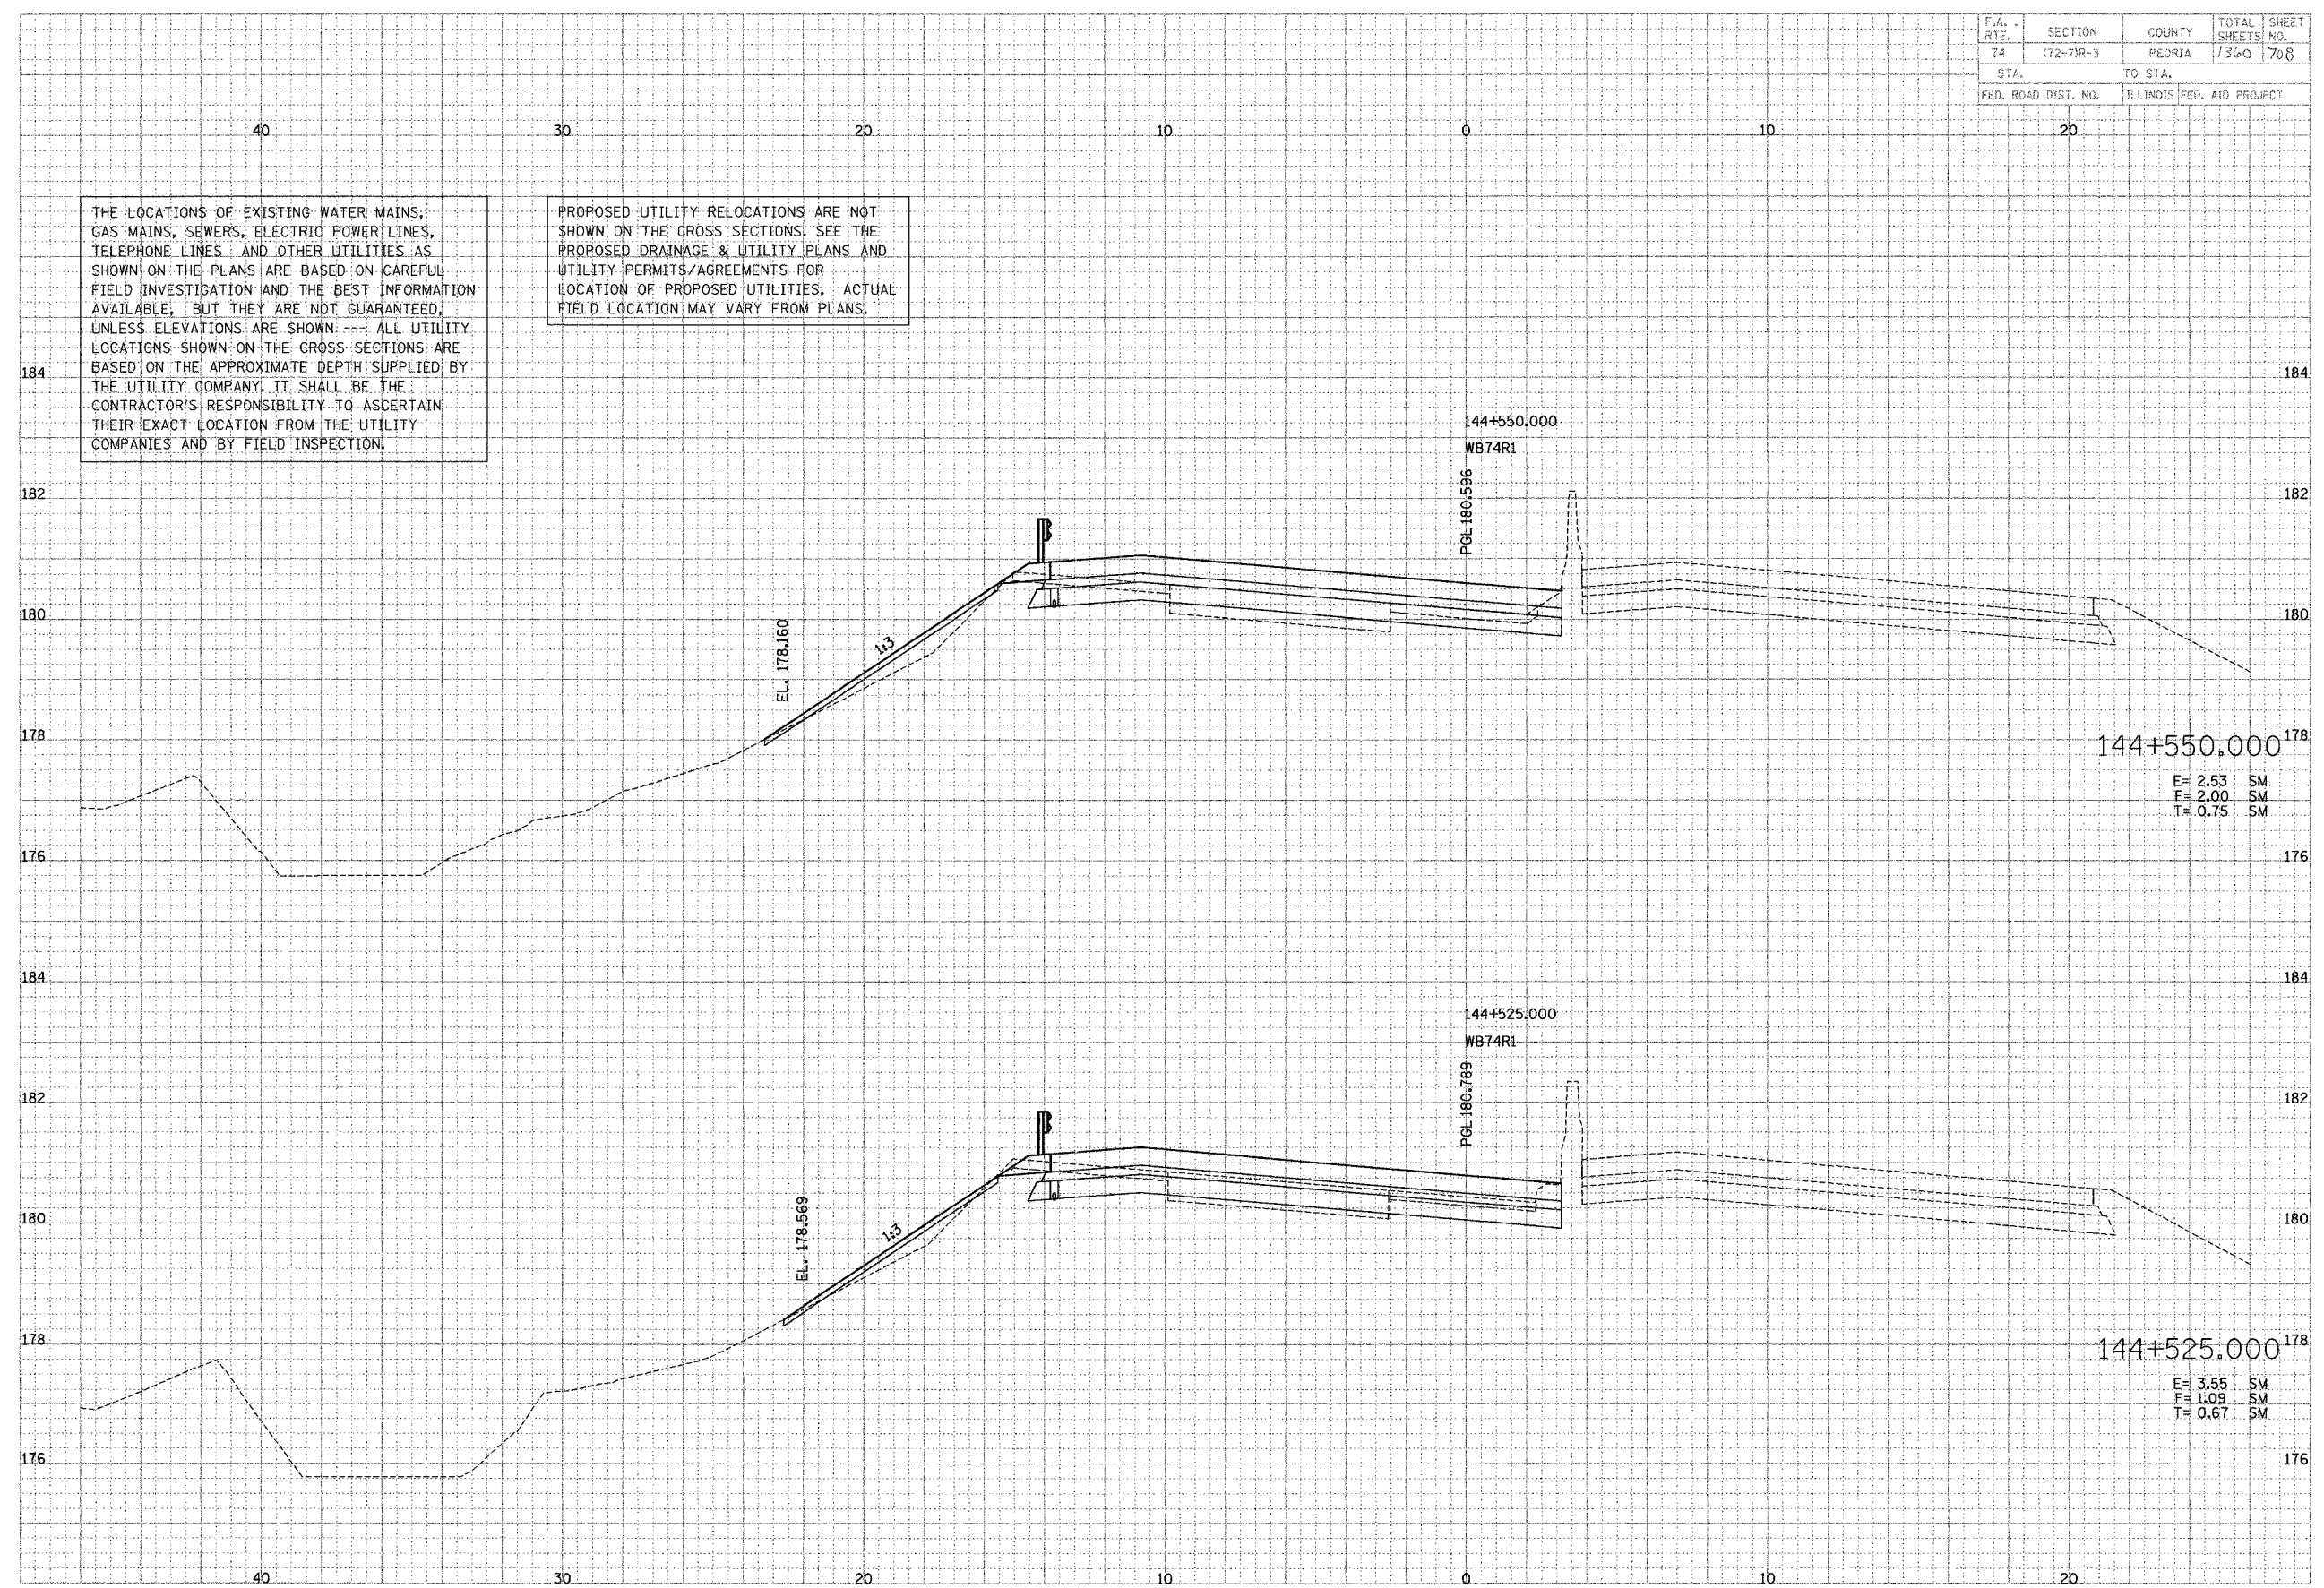 F.A. RTE. SECTION COUNTY TOTAL SHEETS SHEET NO.
74 (72-7)R-3 PEORIA 1360 708
STA. TO STA.
FED. ROAD DIST. NO. ILLINOIS FED. AID PROJECT
40 30 20 10 0 10 20
THE LOCATIONS OF EXISTING WATER MAINS,
GAS MAINS, SEWERS, ELECTRIC POWER LINES,
TELEPHONE LINES AND OTHER UTILITIES AS
SHOWN ON THE PLANS ARE BASED ON CAREFUL
FIELD INVESTIGATION AND THE BEST INFORMATION
AVAILABLE, BUT THEY ARE NOT GUARANTEED,
UNLESS ELEVATIONS ARE SHOWN --- ALL UTILITY
LOCATIONS SHOWN ON THE CROSS SECTIONS ARE
BASED ON THE APPROXIMATE DEPTH SUPPLIED BY
THE UTILITY COMPANY. IT SHALL BE THE
CONTRACTOR'S RESPONSIBILITY TO ASCERTAIN
THEIR EXACT LOCATION FROM THE UTILITY
COMPANIES AND BY FIELD INSPECTION.
PROPOSED UTILITY RELOCATIONS ARE NOT
SHOWN ON THE CROSS SECTIONS. SEE THE
PROPOSED DRAINAGE & UTILITY PLANS AND
UTILITY PERMITS/AGREEMENTS FOR
LOCATION OF PROPOSED UTILITIES, ACTUAL
FIELD LOCATION MAY VARY FROM PLANS.
184 184
144+550.000
WB74R1
PGL 180.596
182 182
180 180
EL. 178.160
1:3
178 178
144+550.000
E= 2.53 SM
F= 2.00 SM
T= 0.75 SM
176 176
184 184
144+525.000
WB74R1
PGL 180.789
182 182
180 180
EL. 178.569
1:3
178 178
144+525.000
E= 3.55 SM
F= 1.09 SM
T= 0.67 SM
176 176
40 30 20 10 0 10 20